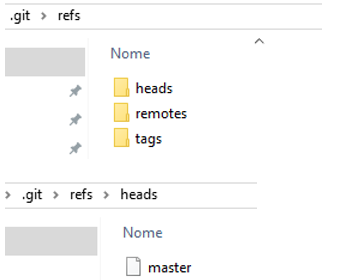 .git > refs
Nome
heads
remotes
tags
.git > refs > heads
Nome
master